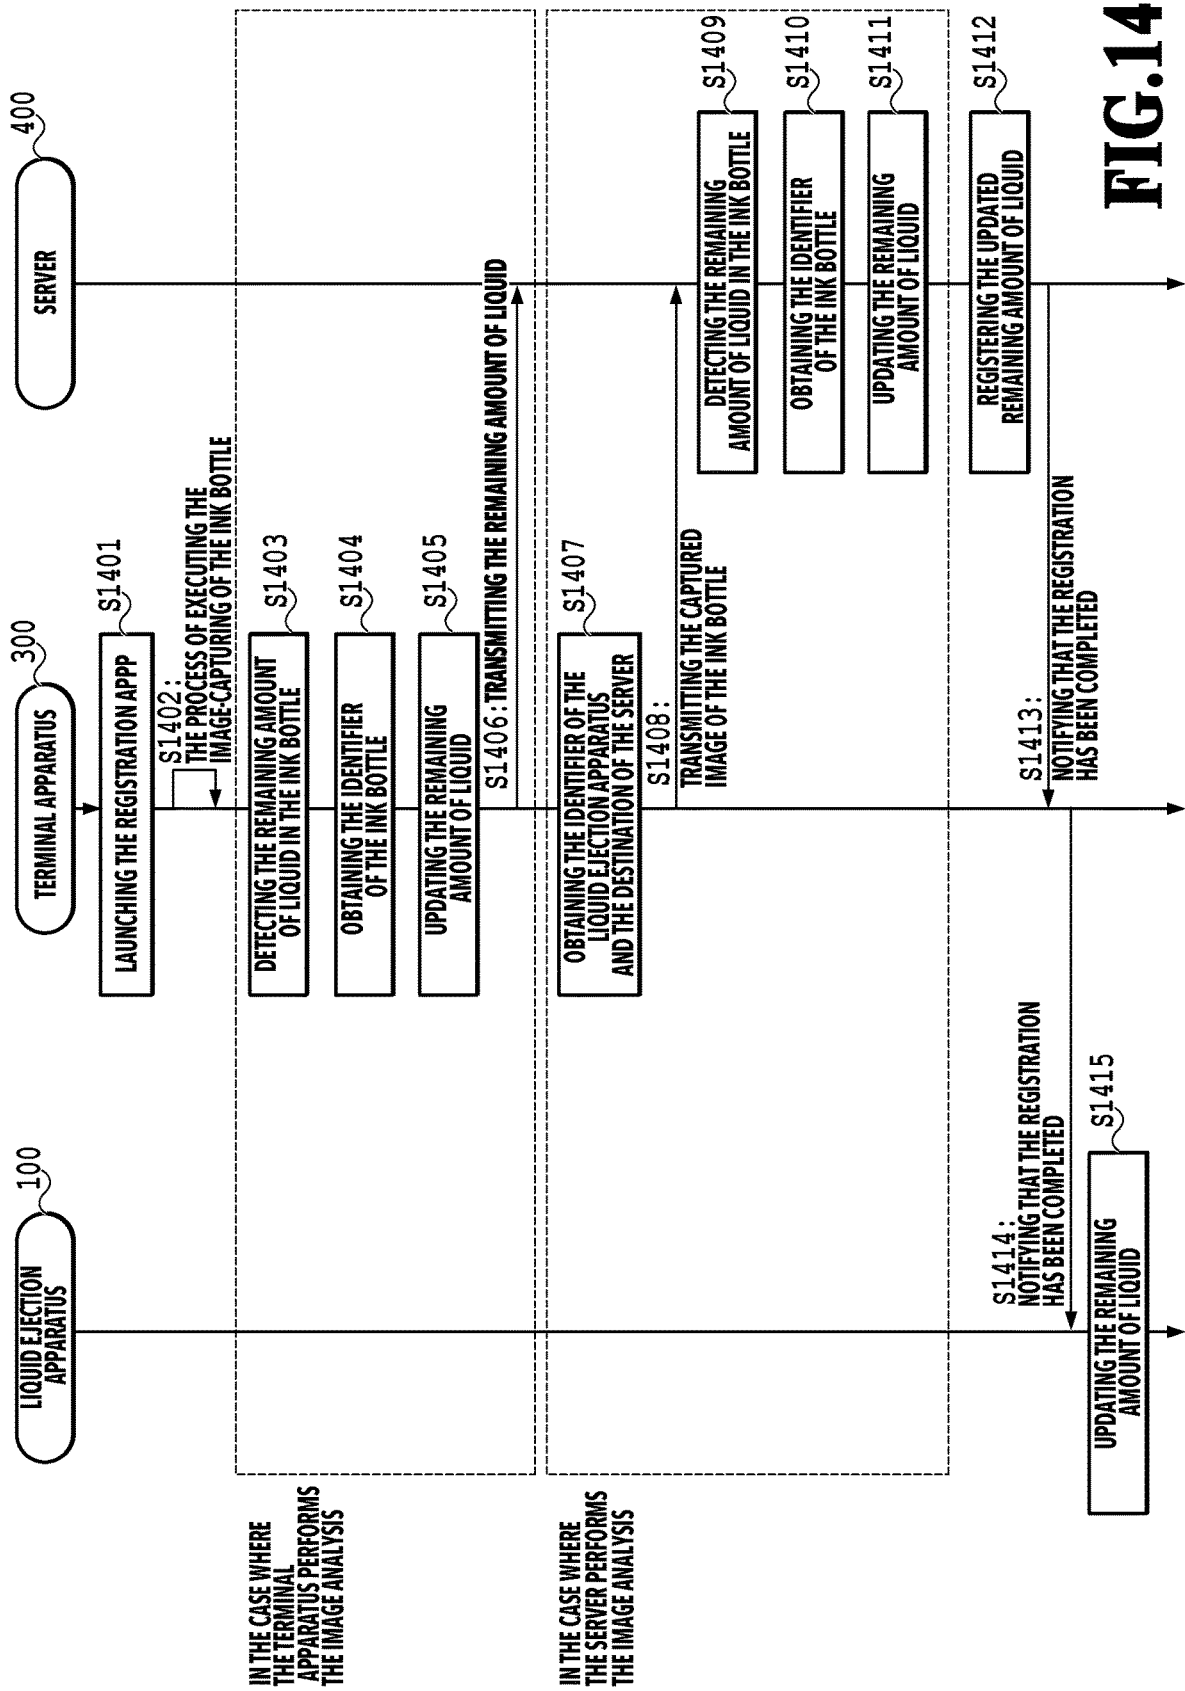 LIQUID EJECTION
APPARATUS
100
TERMINAL APPARATUS
300
SERVER
400
LAUNCHING THE REGISTRATION APPP
S1401
S1402:
THE PROCESS OF EXECUTING THE
IMAGE-CAPTURING OF THE INK BOTTLE
IN THE CASE WHERE
THE TERMINAL
APPARATUS PERFORMS
THE IMAGE ANALYSIS
DETECTING THE REMAINING AMOUNT
OF LIQUID IN THE INK BOTTLE
S1403
OBTAINING THE IDENTIFIER
OF THE INK BOTTLE
S1404
UPDATING THE REMAINING
AMOUNT OF LIQUID
S1405
S1406:TRANSMITTING THE REMAINING AMOUNT OF LIQUID
IN THE CASE WHERE
THE SERVER PERFORMS
THE IMAGE ANALYSIS
OBTAINING THE IDENTIFIER OF THE
LIQUID EJECTION APPARATUS
AND THE DESTINATION OF THE SERVER
S1407
S1408:
TRANSMITTING THE CAPTURED
IMAGE OF THE INK BOTTLE
DETECTING THE REMAINING
AMOUNT OF LIQUID IN THE INK BOTTLE
S1409
OBTAINING THE IDENTIFIER
OF THE INK BOTTLE
S1410
UPDATING THE REMAINING
AMOUNT OF LIQUID
S1411
REGISTERING THE UPDATED
REMAINING AMOUNT OF LIQUID
S1412
S1413:
NOTIFYING THAT THE REGISTRATION
HAS BEEN COMPLETED
S1414:
NOTIFYING THAT THE REGISTRATION
HAS BEEN COMPLETED
UPDATING THE REMAINING
AMOUNT OF LIQUID
S1415
FIG.14